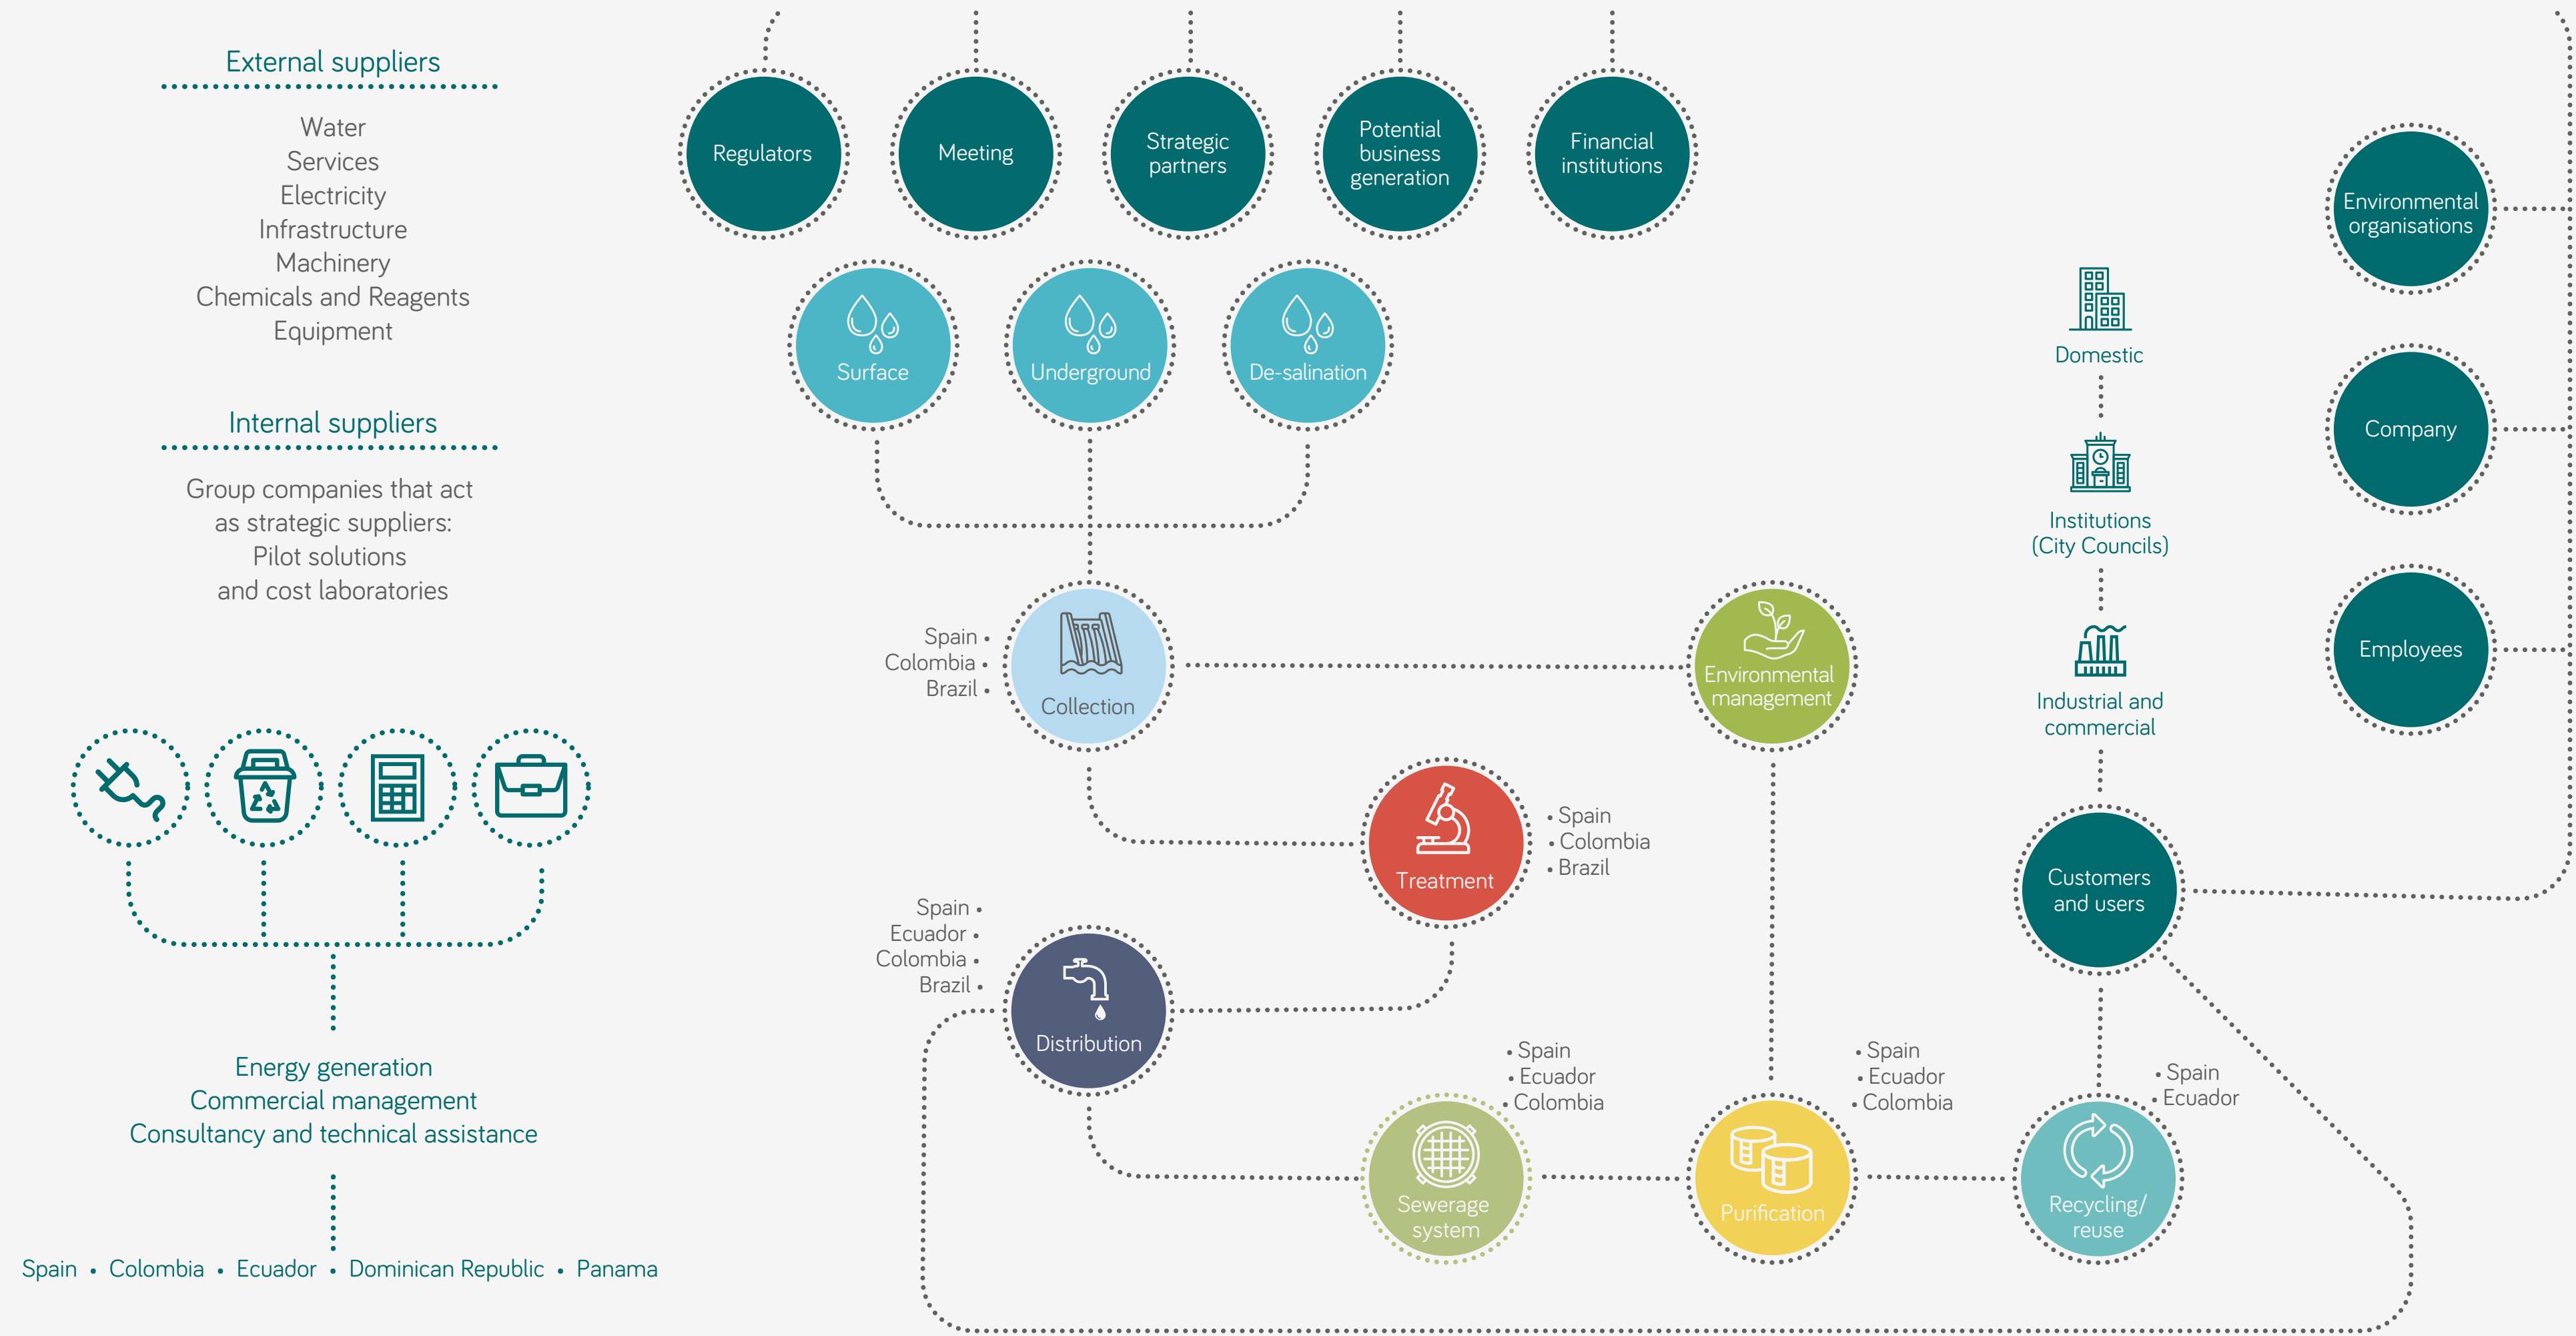 External suppliers
Water
Services
Electricity
Infrastructure
Machinery
Chemicals and Reagents
Equipment
Internal suppliers
Group companies that act
as strategic suppliers:
Pilot solutions
and cost laboratories
Energy generation
Commercial management
Consultancy and technical assistance
Spain • Colombia • Ecuador • Dominican Republic • Panama
Regulators
Meeting
Strategic
partners
Potential
business
generation
Financial
institutions
Surface
Underground
De-salination
Spain •
Colombia •
Brazil •
Collection
Environmental
management
Treatment
• Spain
• Colombia
• Brazil
Spain •
Ecuador •
Colombia •
Brazil •
Distribution
• Spain
• Ecuador
• Colombia
Sewerage
system
• Spain
• Ecuador
• Colombia
Purification
• Spain
• Ecuador
Recycling/
reuse
Domestic
Institutions
(City Councils)
Industrial and
commercial
Customers
and users
Environmental
organisations
Company
Employees